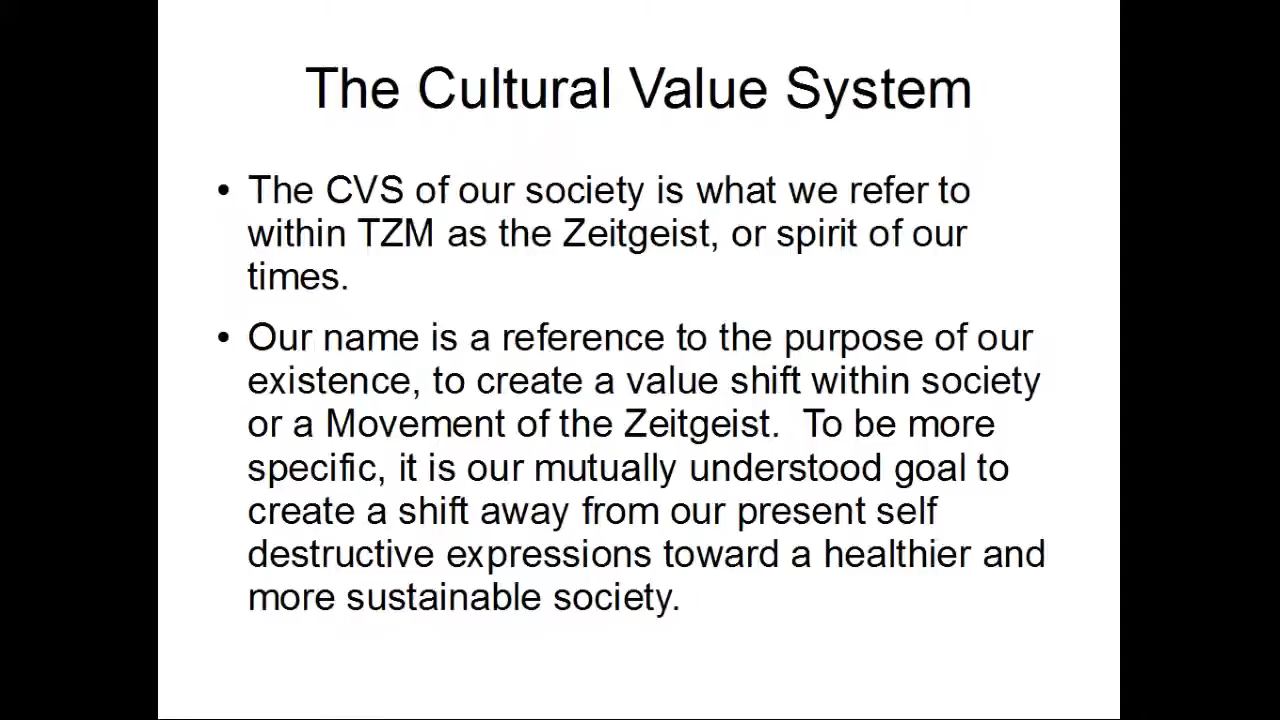 The Cultural Value System
• The CVS of our society is what we refer to
within TZM as the Zeitgeist, or spirit of our
times.
• Our name is a reference to the purpose of our
existence, to create a value shift within society
or a Movement of the Zeitgeist.  To be more
specific, it is our mutually understood goal to
create a shift away from our present self
destructive expressions toward a healthier and
more sustainable society.